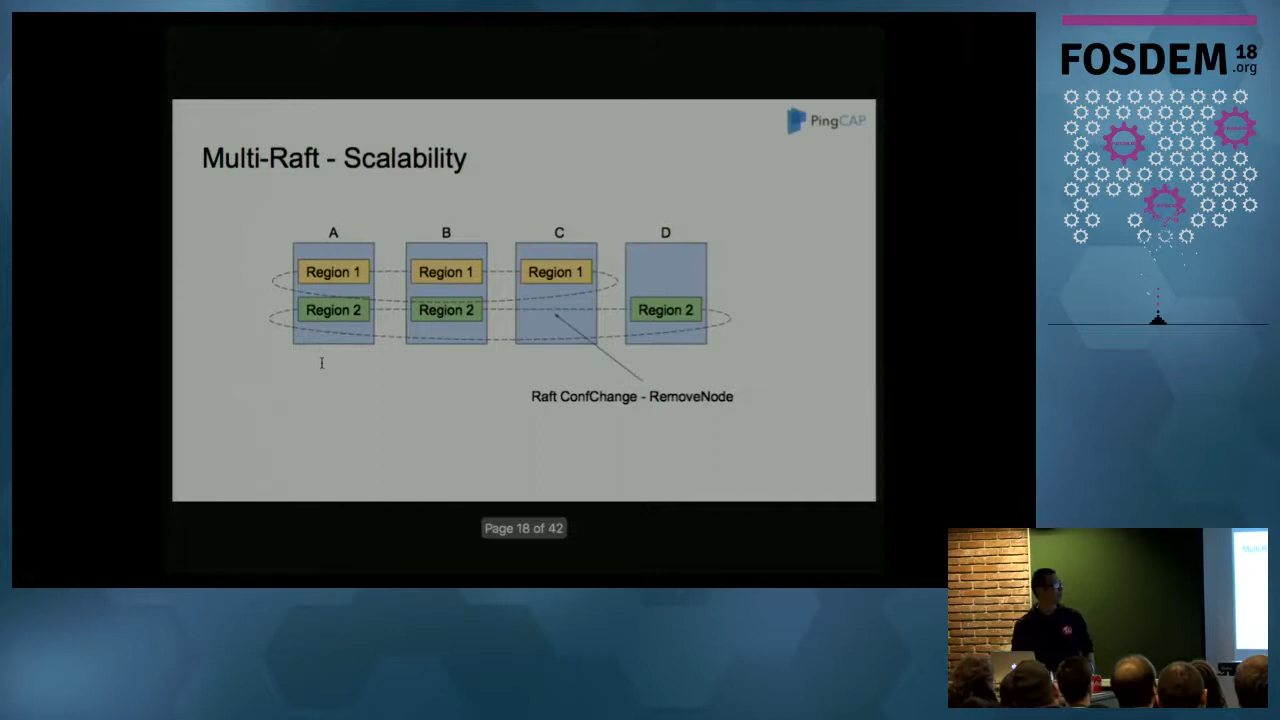 PingCAP
Multi-Raft - Scalability
A B C D
Region 1 Region 1 Region 1
Region 2 Region 2 Region 2
Raft ConfChange - RemoveNode
Page 18 of 42
FOSDEM 18
.org
Multi-R